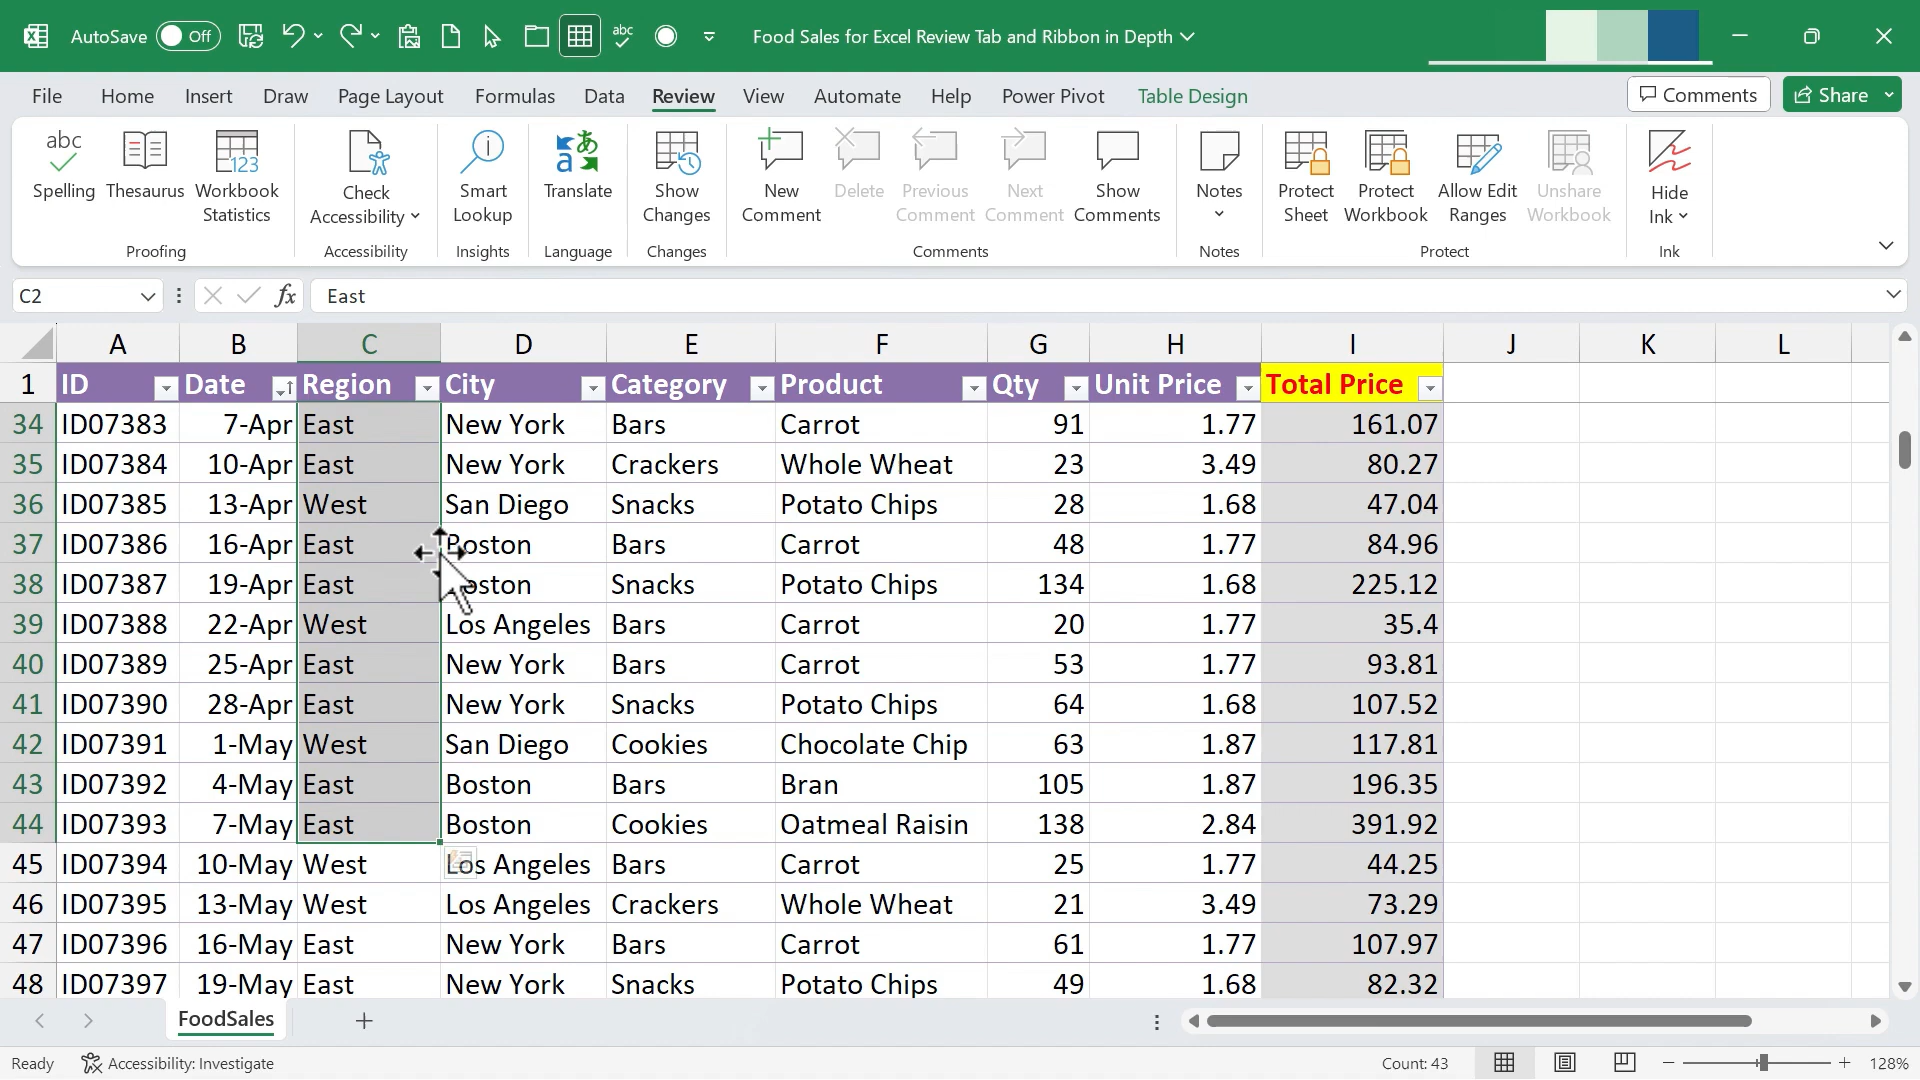 AutoSave Off abc Food Sales for Excel Review Tab and Ribbon in Depth
File Home Insert Draw Page Layout Formulas Data Review View Automate Help Power Pivot Table Design Comments Share
abc 123 a あ
Spelling Thesaurus Workbook Statistics Check Accessibility Smart Lookup Translate Show Changes New Comment Delete Previous Comment Next Comment Show Comments Notes Protect Sheet Protect Workbook Allow Edit Ranges Unshare Workbook Hide Ink
Proofing Accessibility Insights Language Changes Comments Notes Protect Ink
C2 fx East
A B C D E F G H I J K L
1 ID Date Region City Category Product Qty Unit Price Total Price
34 ID07383 7-Apr East New York Bars Carrot 91 1.77 161.07
35 ID07384 10-Apr East New York Crackers Whole Wheat 23 3.49 80.27
36 ID07385 13-Apr West San Diego Snacks Potato Chips 28 1.68 47.04
37 ID07386 16-Apr East Boston Bars Carrot 48 1.77 84.96
38 ID07387 19-Apr East Boston Snacks Potato Chips 134 1.68 225.12
39 ID07388 22-Apr West Los Angeles Bars Carrot 20 1.77 35.4
40 ID07389 25-Apr East New York Bars Carrot 53 1.77 93.81
41 ID07390 28-Apr East New York Snacks Potato Chips 64 1.68 107.52
42 ID07391 1-May West San Diego Cookies Chocolate Chip 63 1.87 117.81
43 ID07392 4-May East Boston Bars Bran 105 1.87 196.35
44 ID07393 7-May East Boston Cookies Oatmeal Raisin 138 2.84 391.92
45 ID07394 10-May West Los Angeles Bars Carrot 25 1.77 44.25
46 ID07395 13-May West Los Angeles Crackers Whole Wheat 21 3.49 73.29
47 ID07396 16-May East New York Bars Carrot 61 1.77 107.97
48 ID07397 19-May East New York Snacks Potato Chips 49 1.68 82.32
FoodSales
Ready Accessibility: Investigate Count: 43 128%